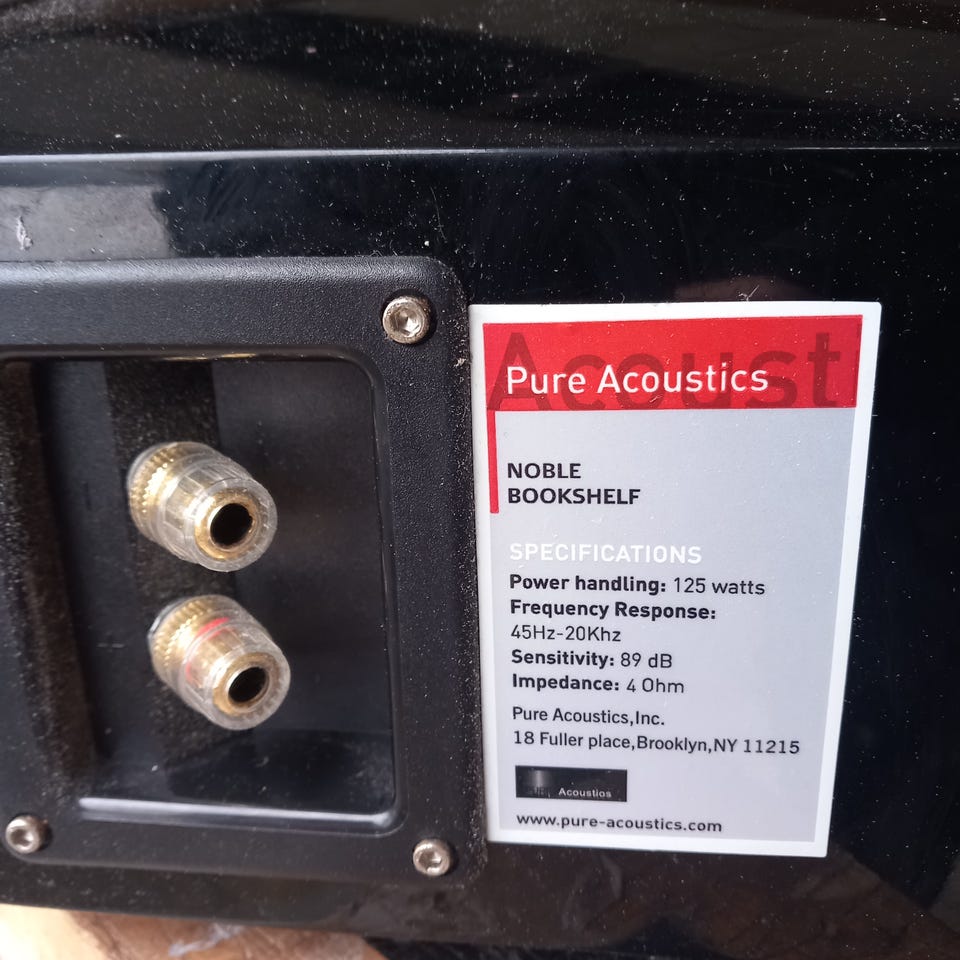 Acoust
Pure Acoustics
NOBLE
BOOKSHELF
SPECIFICATIONS
Power handling: 125 watts
Frequency Response:
45Hz-20Khz
Sensitivity: 89 dB
Impedance: 4 Ohm
Pure Acoustics,Inc.
18 Fuller place,Brooklyn,NY 11215
Acoustics
www.pure-acoustics.com